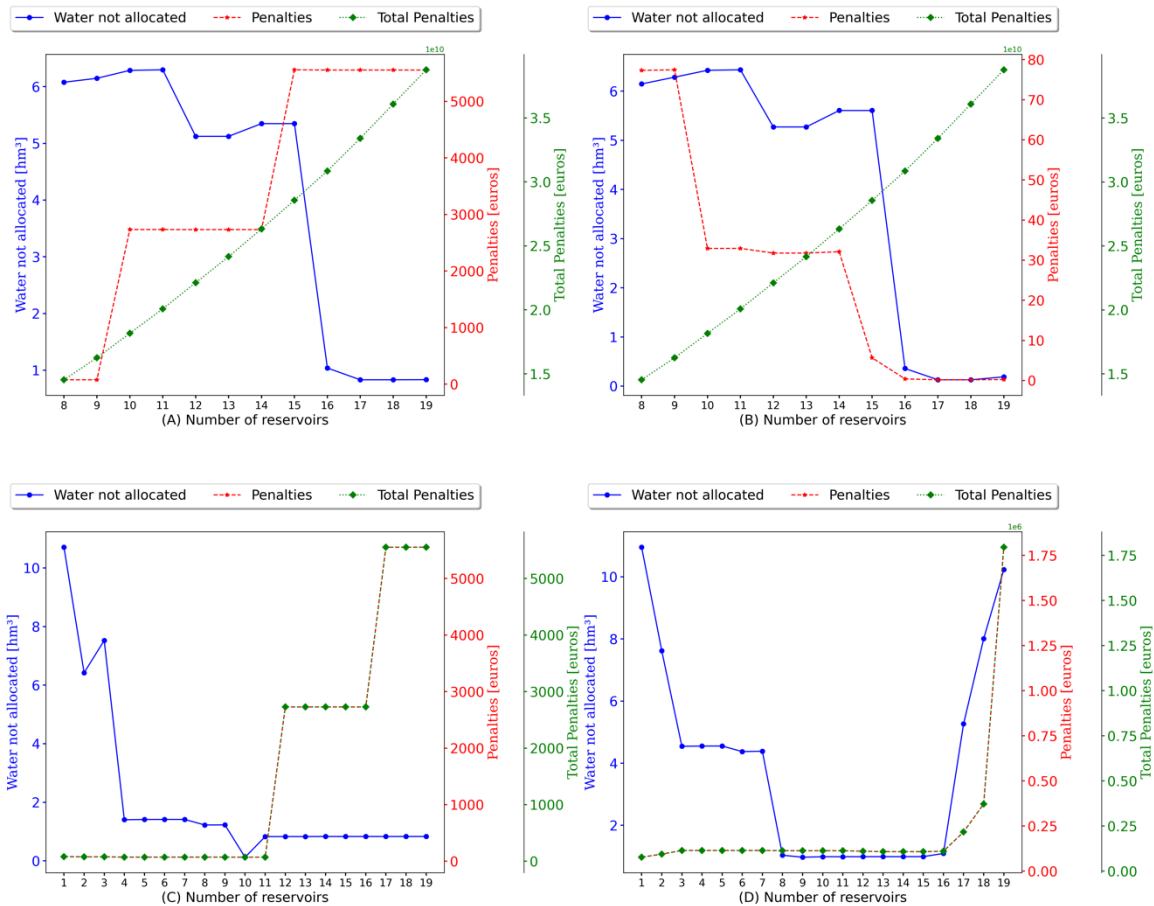 Water not allocated Penalties Total Penalties
1e10
Water not allocated [hm³]
6
5
4
3
2
1
Penalties [euros]
5000
4000
3000
2000
1000
0
Total Penalties [euros]
3.5
3.0
2.5
2.0
1.5
8 9 10 11 12 13 14 15 16 17 18 19
(A) Number of reservoirs
Water not allocated Penalties Total Penalties
1e10
Water not allocated [hm³]
6
5
4
3
2
1
0
Penalties [euros]
80
70
60
50
40
30
20
10
0
Total Penalties [euros]
3.5
3.0
2.5
2.0
1.5
8 9 10 11 12 13 14 15 16 17 18 19
(B) Number of reservoirs
Water not allocated Penalties Total Penalties
Water not allocated [hm³]
10
8
6
4
2
0
Penalties [euros]
5000
4000
3000
2000
1000
0
Total Penalties [euros]
5000
4000
3000
2000
1000
0
1 2 3 4 5 6 7 8 9 10 11 12 13 14 15 16 17 18 19
(C) Number of reservoirs
Water not allocated Penalties Total Penalties
1e6
Water not allocated [hm³]
10
8
6
4
2
Penalties [euros]
1.75
1.50
1.25
1.00
0.75
0.50
0.25
0.00
Total Penalties [euros]
1.75
1.50
1.25
1.00
0.75
0.50
0.25
0.00
1 2 3 4 5 6 7 8 9 10 11 12 13 14 15 16 17 18 19
(D) Number of reservoirs